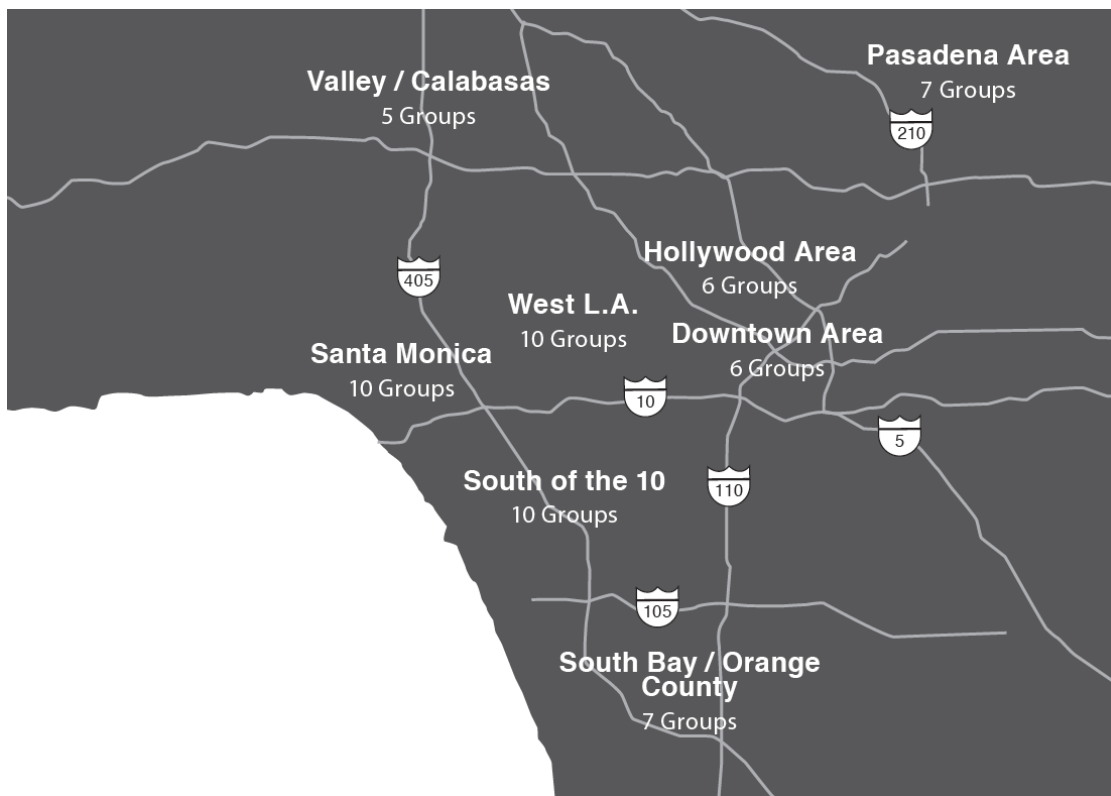 Pasadena Area
7 Groups
Valley / Calabasas
5 Groups
210
Hollywood Area
6 Groups
405
West L.A.
10 Groups
Downtown Area
6 Groups
Santa Monica
10 Groups
10
5
South of the 10
10 Groups
110
105
South Bay / Orange
County
7 Groups